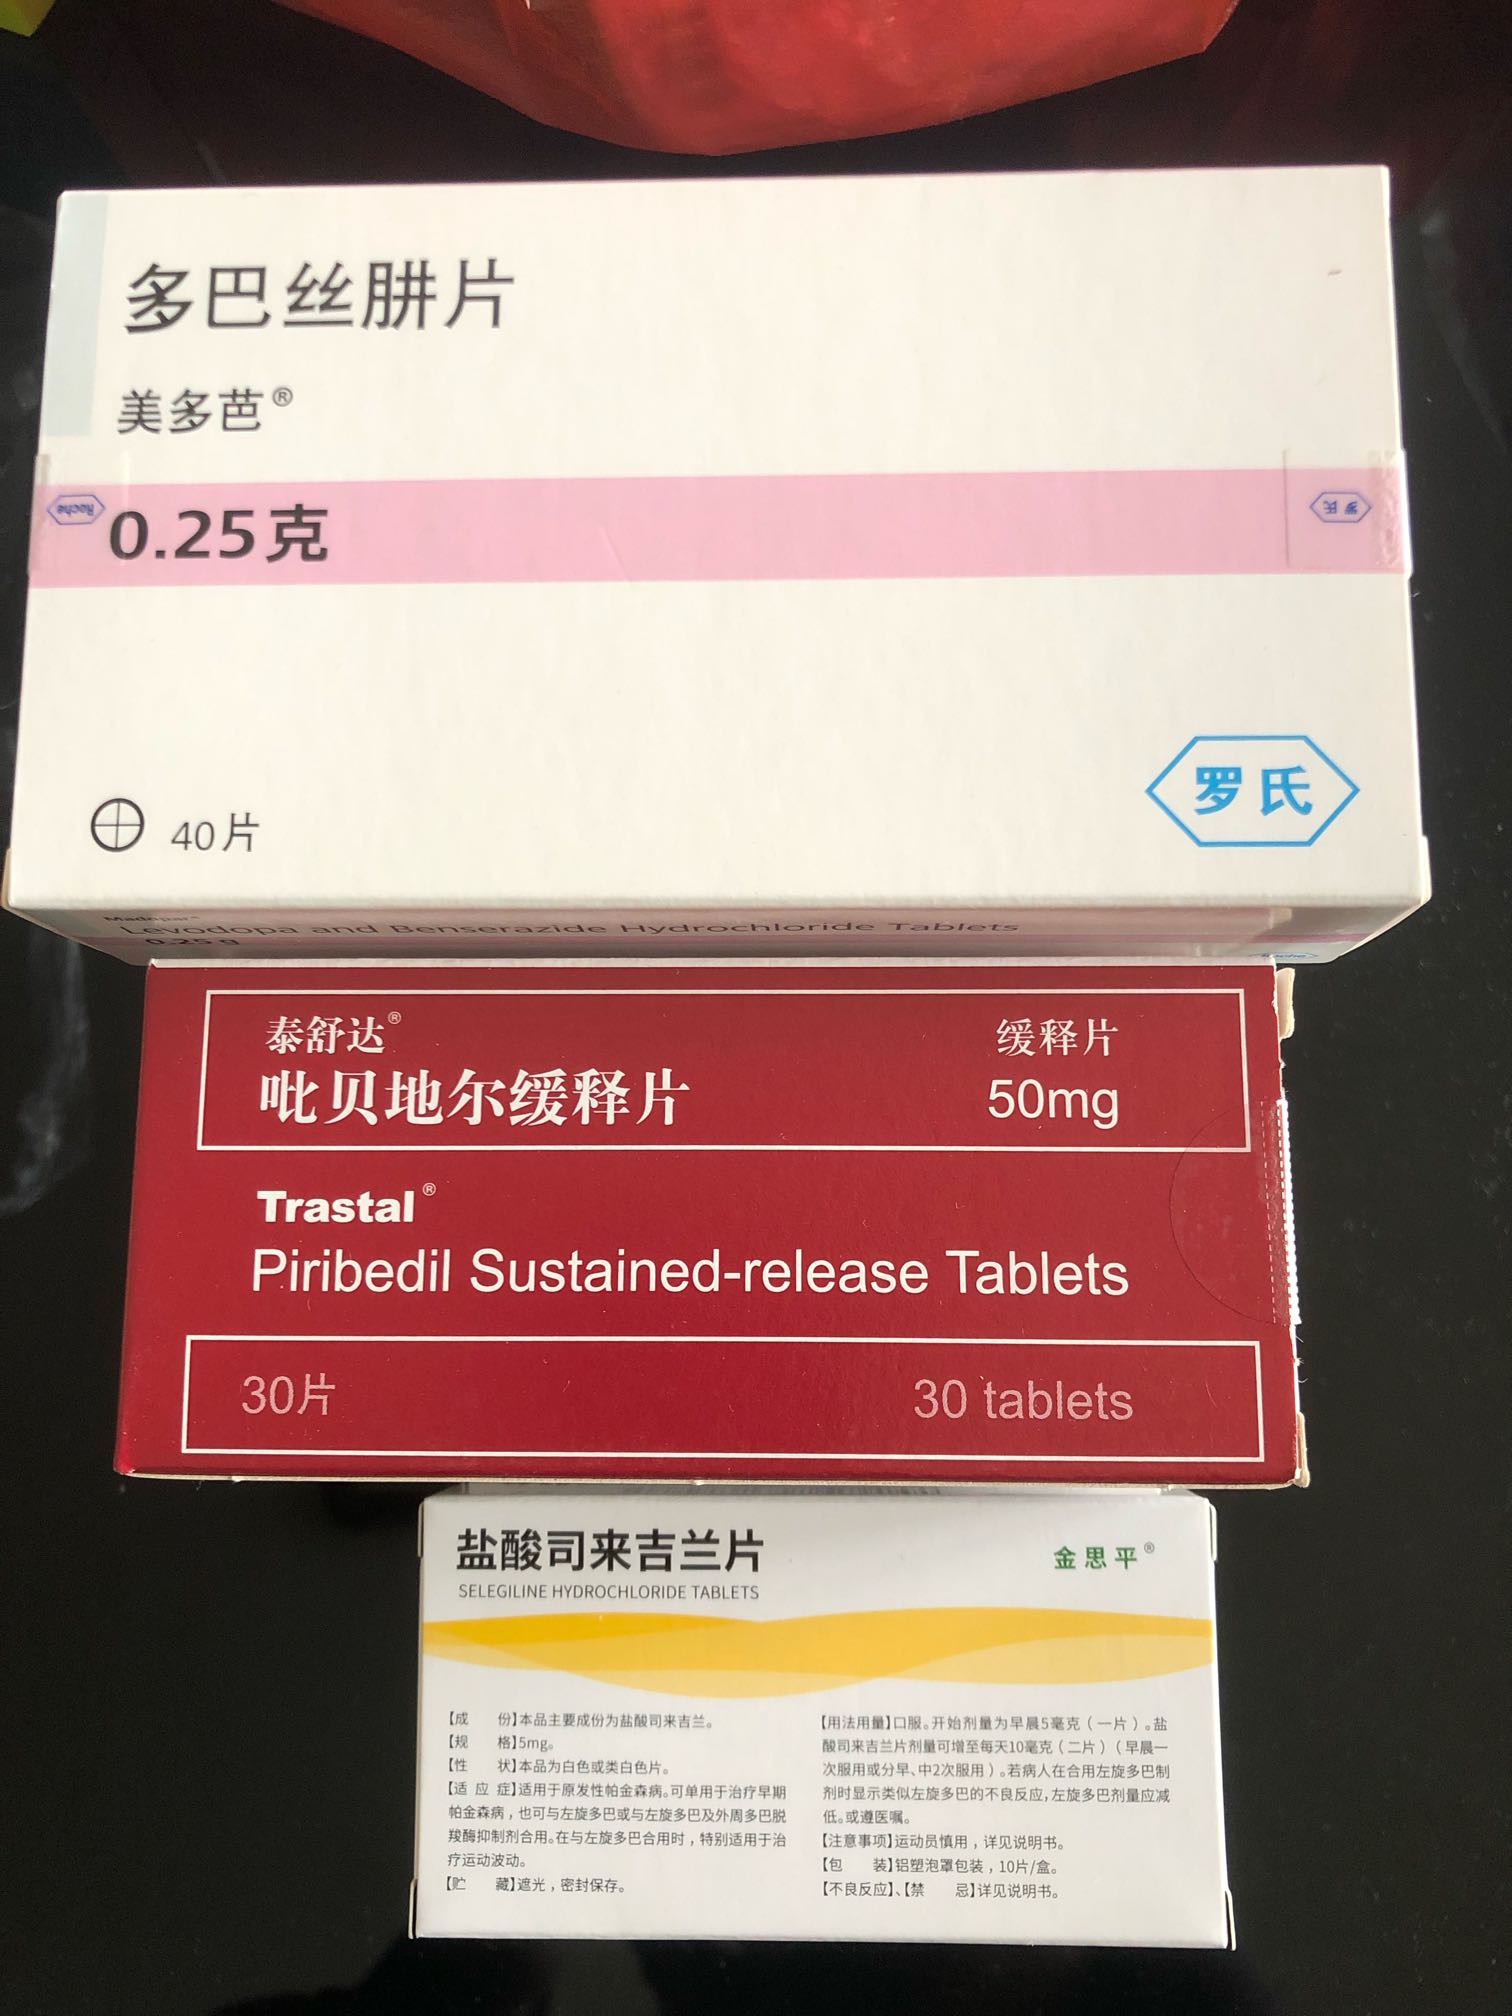 多巴丝肼片
美多芭®
Roche
0.25克
罗氏
40片
罗氏
Madopar®
Levodopa and Benserazide Hydrochloride Tablets
0.25 g
Roche
泰舒达®
缓释片
吡贝地尔缓释片
50mg
Trastal®
Piribedil Sustained-release Tablets
30片
30 tablets
盐酸司来吉兰片
金思平®
SELEGILINE HYDROCHLORIDE TABLETS
【成 份】本品主要成份为盐酸司来吉兰。
【规 格】5mg。
【性 状】本品为白色或类白色片。
【适 应 症】适用于原发性帕金森病。可单用于治疗早期
帕金森病，也可与左旋多巴或与左旋多巴及外周多巴脱
羧酶抑制剂合用。在与左旋多巴合用时，特别适用于治
疗运动波动。
【贮 藏】遮光，密封保存。
【用法用量】口服。开始剂量为早晨5毫克（一片）。盐
酸司来吉兰片剂量可增至每天10毫克（二片）（早晨一
次服用或分早、中2次服用）。若病人在合用左旋多巴制
剂时显示类似左旋多巴的不良反应，左旋多巴剂量应减
低。或遵医嘱。
【注意事项】运动员慎用，详见说明书。
【包 装】铝塑泡罩包装，10片/盒。
【不良反应】、【禁 忌】详见说明书。